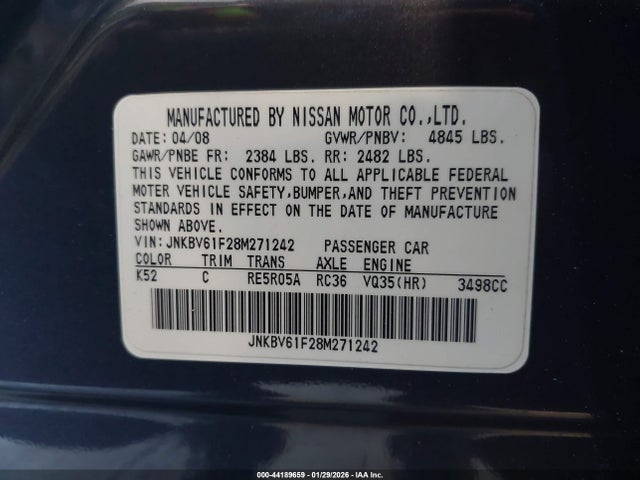 MANUFACTURED BY NISSAN MOTOR CO.,LTD.
DATE: 04/08 GVWR/PNBV: 4845 LBS.
GAWR/PNBE FR: 2384 LBS. RR: 2482 LBS.
THIS VEHICLE CONFORMS TO ALL APPLICABLE FEDERAL
MOTOR VEHICLE SAFETY,BUMPER,AND THEFT PREVENTION
STANDARDS IN EFFECT ON THE DATE OF MANUFACTURE
SHOWN ABOVE.
VIN: JNKBV61F28M271242 PASSENGER CAR
COLOR TRIM TRANS AXLE ENGINE
K52 C RE5R05A RC36 VQ35(HR) 3498CC
JNKBV61F28M271242
000-44189659 - 01/29/2026 - IAA Inc.